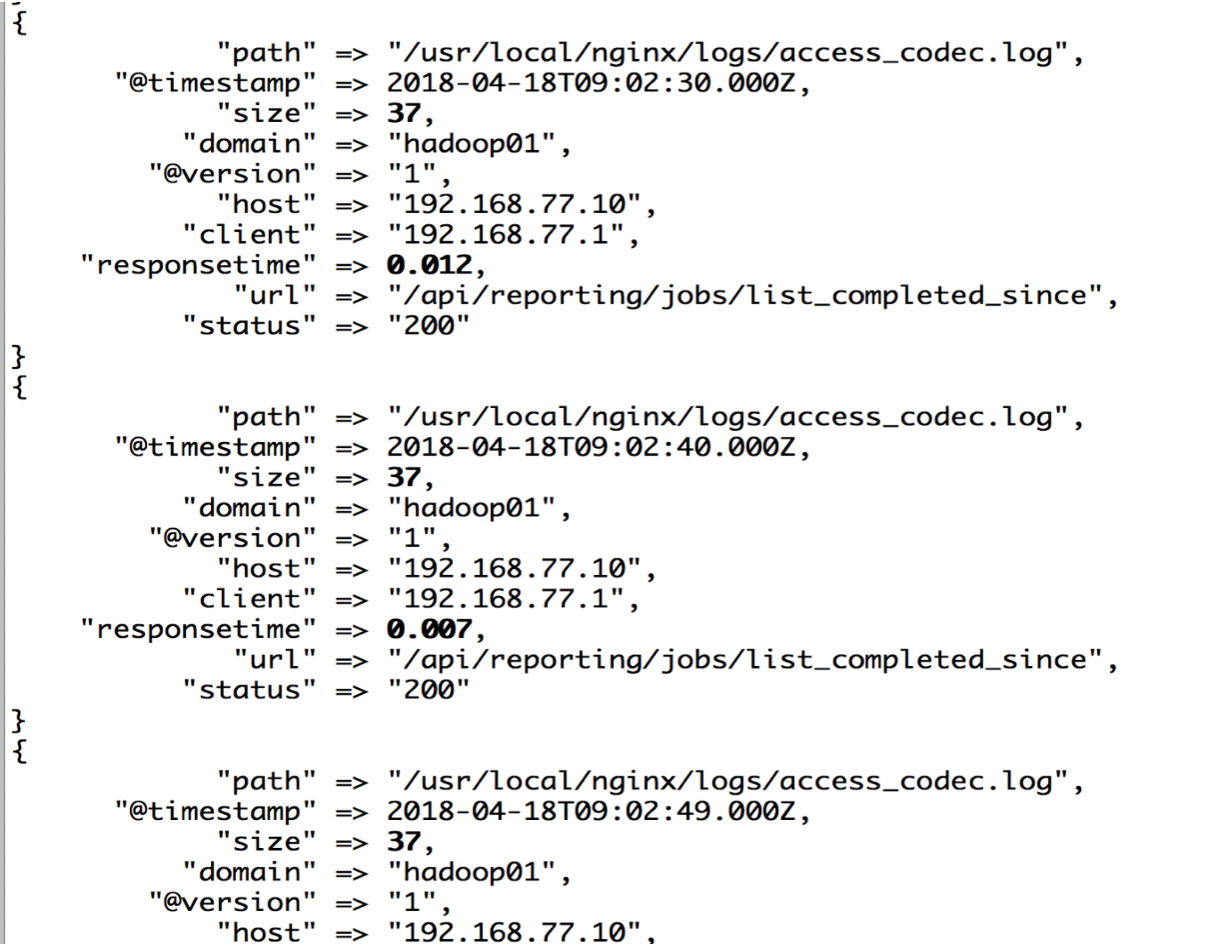 {
"path" => "/usr/local/nginx/logs/access_codec.log",
"@timestamp" => 2018-04-18T09:02:30.000Z,
"size" => 37,
"domain" => "hadoop01",
"@version" => "1",
"host" => "192.168.77.10",
"client" => "192.168.77.1",
"responsetime" => 0.012,
"url" => "/api/reporting/jobs/list_completed_since",
"status" => "200"
}
{
"path" => "/usr/local/nginx/logs/access_codec.log",
"@timestamp" => 2018-04-18T09:02:40.000Z,
"size" => 37,
"domain" => "hadoop01",
"@version" => "1",
"host" => "192.168.77.10",
"client" => "192.168.77.1",
"responsetime" => 0.007,
"url" => "/api/reporting/jobs/list_completed_since",
"status" => "200"
}
{
"path" => "/usr/local/nginx/logs/access_codec.log",
"@timestamp" => 2018-04-18T09:02:49.000Z,
"size" => 37,
"domain" => "hadoop01",
"@version" => "1",
"host" => "192.168.77.10",